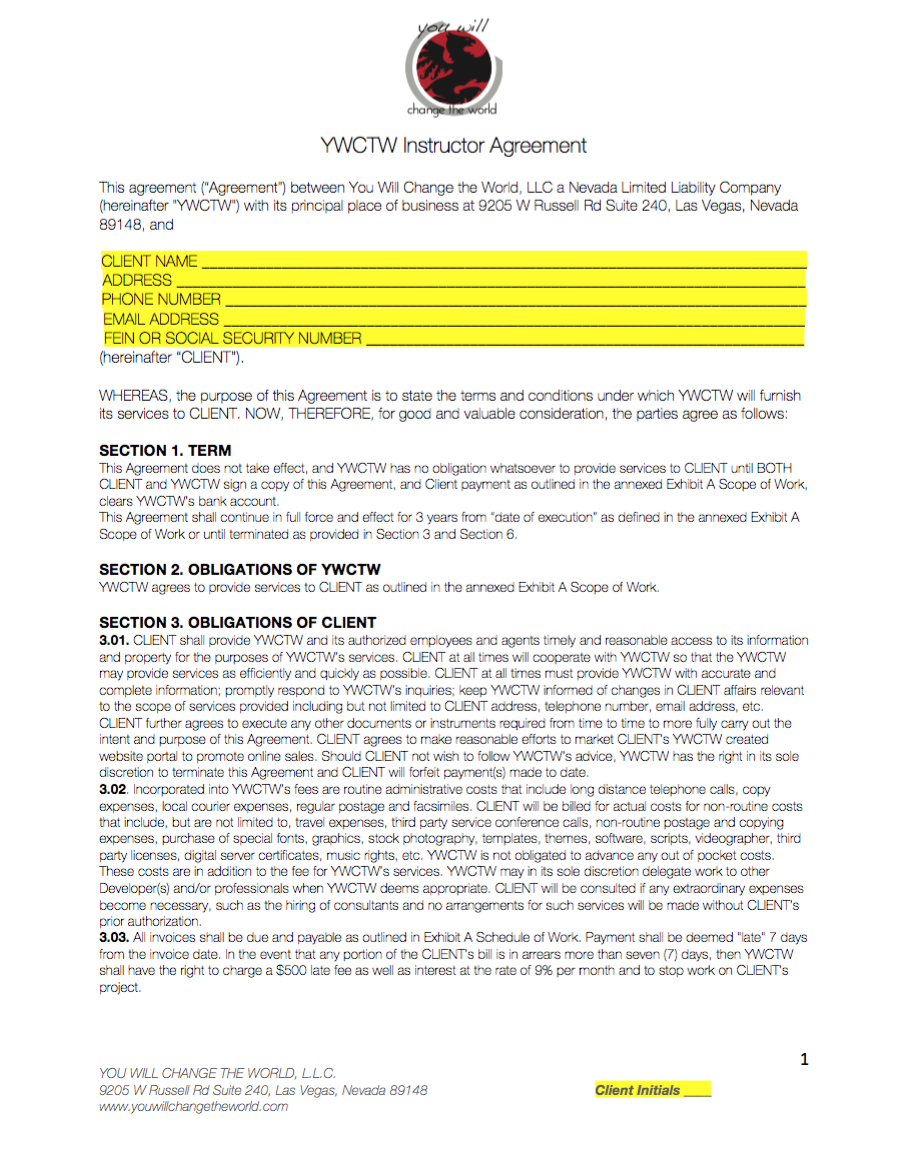 you will
change the world
YWCTW Instructor Agreement
This agreement ("Agreement") between You Will Change the World, LLC a Nevada Limited Liability Company
(hereinafter "YWCTW") with its principal place of business at 9205 W Russell Rd Suite 240, Las Vegas, Nevada
89148, and
CLIENT NAME ______
ADDRESS ______
PHONE NUMBER ______
EMAIL ADDRESS ______
FEIN OR SOCIAL SECURITY NUMBER ______
(hereinafter "CLIENT").
WHEREAS, the purpose of this Agreement is to state the terms and conditions under which YWCTW will furnish
its services to CLIENT. NOW, THEREFORE, for good and valuable consideration, the parties agree as follows:
SECTION 1. TERM
This Agreement does not take effect, and YWCTW has no obligation whatsoever to provide services to CLIENT until BOTH
CLIENT and YWCTW sign a copy of this Agreement, and Client payment as outlined in the annexed Exhibit A Scope of Work,
clears YWCTW's bank account.
This Agreement shall continue in full force and effect for 3 years from "date of execution" as defined in the annexed Exhibit A
Scope of Work or until terminated as provided in Section 3 and Section 6.
SECTION 2. OBLIGATIONS OF YWCTW
YWCTW agrees to provide services to CLIENT as outlined in the annexed Exhibit A Scope of Work.
SECTION 3. OBLIGATIONS OF CLIENT
3.01. CLIENT shall provide YWCTW and its authorized employees and agents timely and reasonable access to its information
and property for the purposes of YWCTW's services. CLIENT at all times will cooperate with YWCTW so that the YWCTW
may provide services as efficiently and quickly as possible. CLIENT at all times must provide YWCTW with accurate and
complete information; promptly respond to YWCTW's inquiries; keep YWCTW informed of changes in CLIENT affairs relevant
to the scope of services provided including but not limited to CLIENT address, telephone number, email address, etc.
CLIENT further agrees to execute any other documents or instruments required from time to time to more fully carry out the
intent and purpose of this Agreement. CLIENT agrees to make reasonable efforts to market CLIENT's YWCTW created
website portal to promote online sales. Should CLIENT not wish to follow YWCTW's advice, YWCTW has the right in its sole
discretion to terminate this Agreement and CLIENT will forfeit payment(s) made to date.
3.02. Incorporated into YWCTW's fees are routine administrative costs that include long distance telephone calls, copy
expenses, local courier expenses, regular postage and facsimiles. CLIENT will be billed for actual costs for non-routine costs
that include, but are not limited to, travel expenses, third party service conference calls, non-routine postage and copying
expenses, purchase of special fonts, graphics, stock photography, templates, themes, software, scripts, videographer, third
party licenses, digital server certificates, music rights, etc. YWCTW is not obligated to advance any out of pocket costs.
These costs are in addition to the fee for YWCTW's services. YWCTW may in its sole discretion delegate work to other
Developer(s) and/or professionals when YWCTW deems appropriate. CLIENT will be consulted if any extraordinary expenses
become necessary, such as the hiring of consultants and no arrangements for such services will be made without CLIENT's
prior authorization.
3.03. All invoices shall be due and payable as outlined in Exhibit A Schedule of Work. Payment shall be deemed "late" 7 days
from the invoice date. In the event that any portion of the CLIENT's bill is in arrears more than seven (7) days, then YWCTW
shall have the right to charge a $500 late fee as well as interest at the rate of 9% per month and to stop work on CLIENT's
project.
1
YOU WILL CHANGE THE WORLD, L.L.C.
9205 W Russell Rd Suite 240, Las Vegas, Nevada 89148
Client Initials ____
www.youwillchangetheworld.com